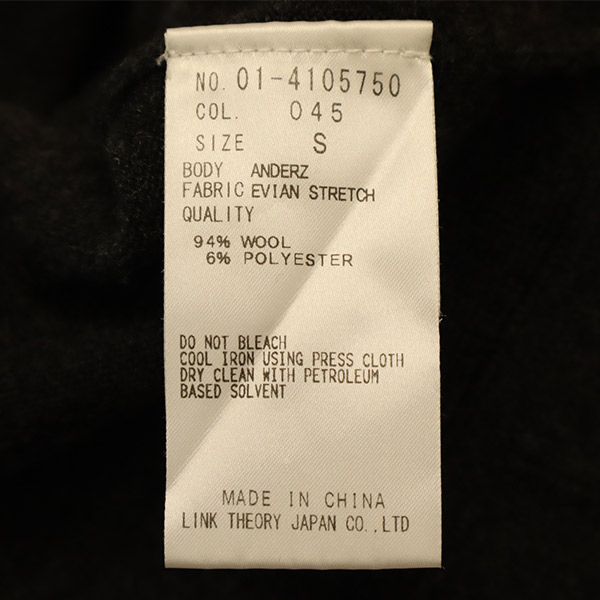 NO. 01-4105750
COL. 045
SIZE S
BODY ANDERZ
FABRIC EVIAN STRETCH
QUALITY
94% WOOL
6% POLYESTER
DO NOT BLEACH
COOL IRON USING PRESS CLOTH
DRY CLEAN WITH PETROLEUM
BASED SOLVENT
MADE IN CHINA
LINK THEORY JAPAN CO.,LTD